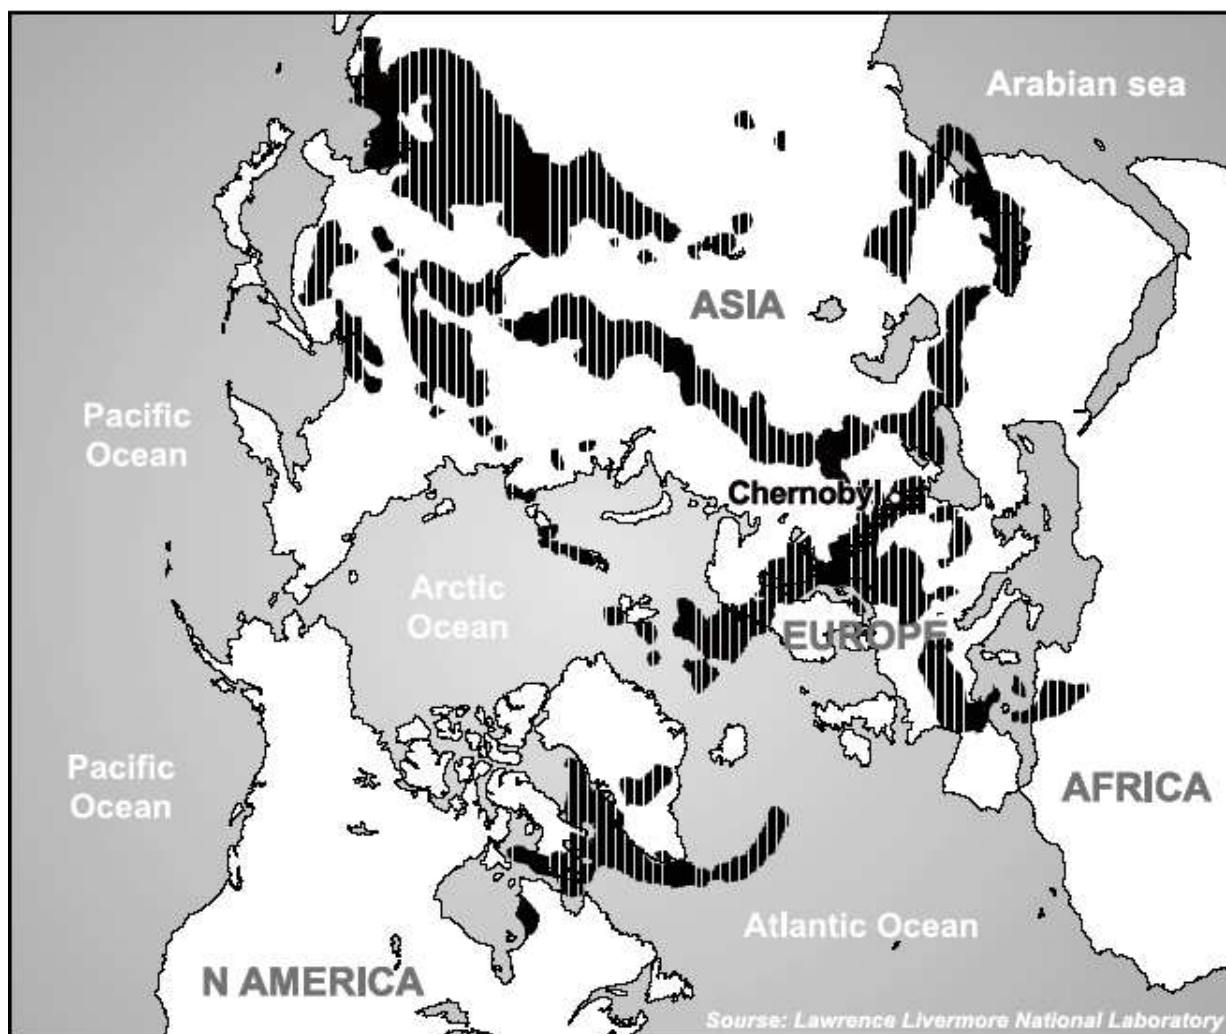 Arabian sea
ASIA
Pacific
Ocean
Chernobyl
Arctic
Ocean
EUROPE
Pacific
Ocean
AFRICA
Atlantic Ocean
N AMERICA
Sourse: Lawrence Livermore National Laboratory